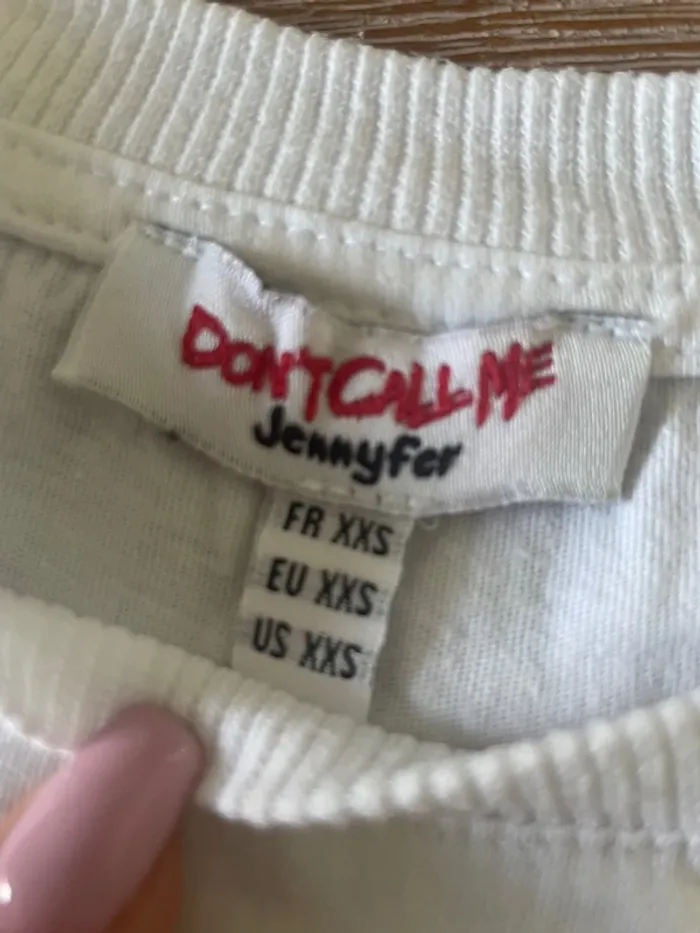 DON'T CALL ME
Jennyfer
FR XXS
EU XXS
US XXS